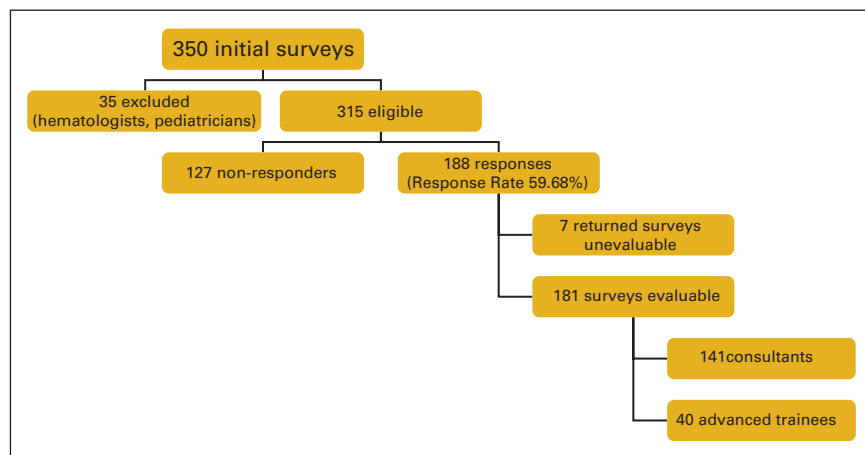 350 initial surveys
35 excluded
(hematologists, pediatricians)
315 eligible
127 non-responders
188 responses
(Response Rate 59.68%)
7 returned surveys
unevaluable
181 surveys evaluable
141consultants
40 advanced trainees